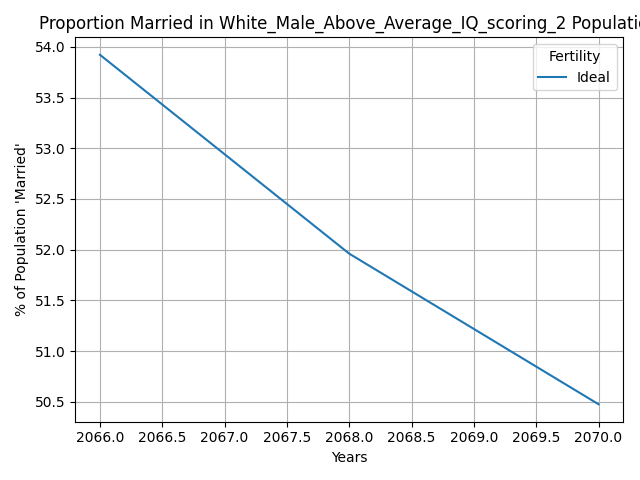 Proportion Married in White_Male_Above_Average_IQ_scoring_2 Populati
54.0
53.5
53.0
52.5
52.0
51.5
51.0
50.5
% of Population 'Married'
Fertility
Ideal
2066.0 2066.5 2067.0 2067.5 2068.0 2068.5 2069.0 2069.5 2070.0
Years